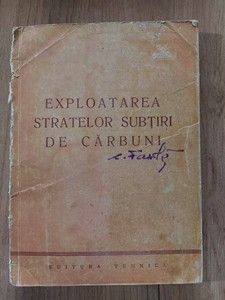 EXPLOATAREA
STRATELOR SUBȚIRI
DE CĂRBUNI
EDITURA TEHNICĂ